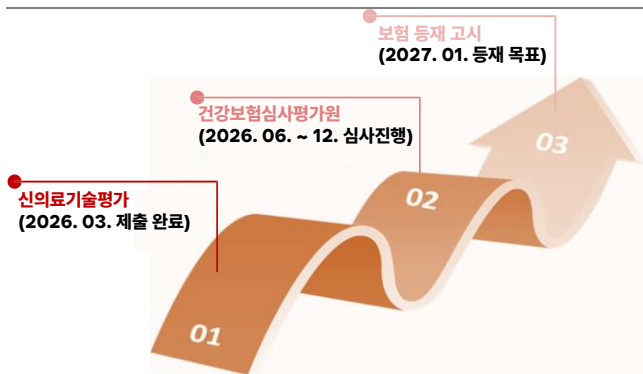 보험 등재 고시
(2027. 01. 등재 목표)
건강보험심사평가원
(2026. 06. ~ 12. 심사진행)
신의료기술평가
(2026. 03. 제출 완료)
03
02
01